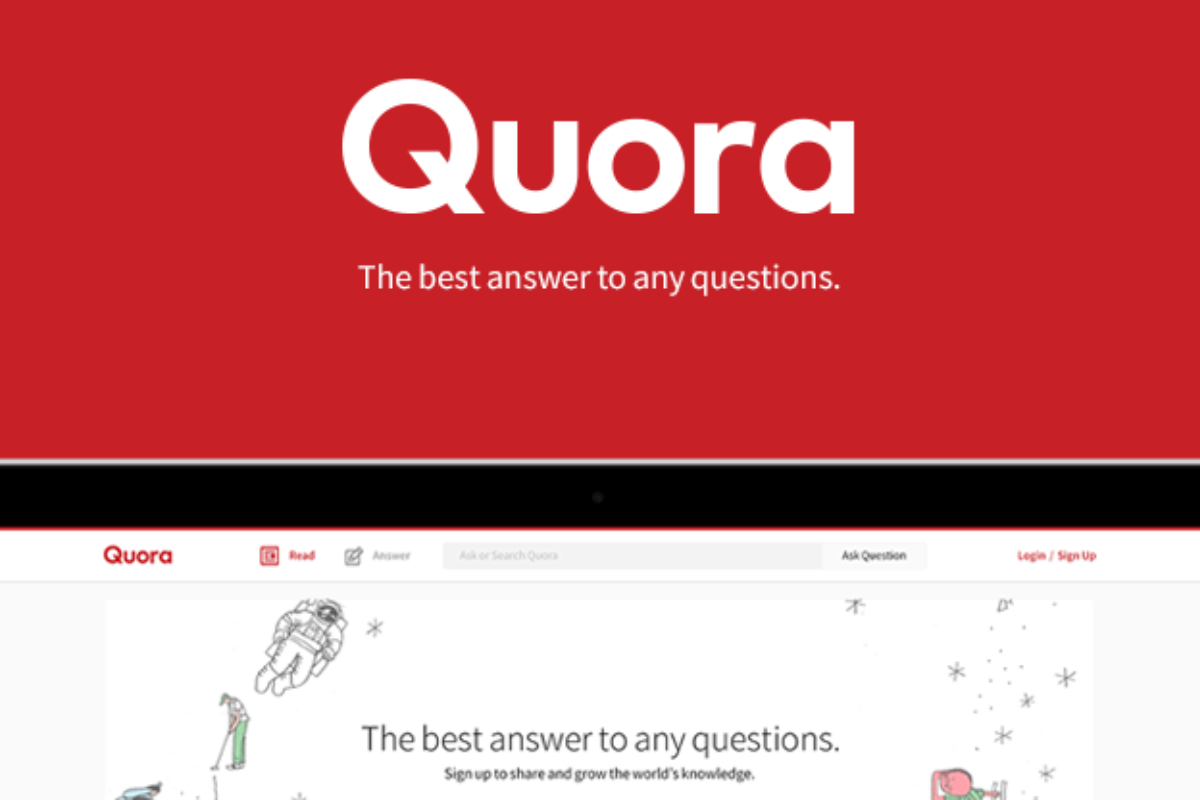 Quora
The best answer to any questions.
Quora Read Answer Ask or Search Quora Ask Question Login / Sign Up
The best answer to any questions.
Sign up to share and grow the world's knowledge.